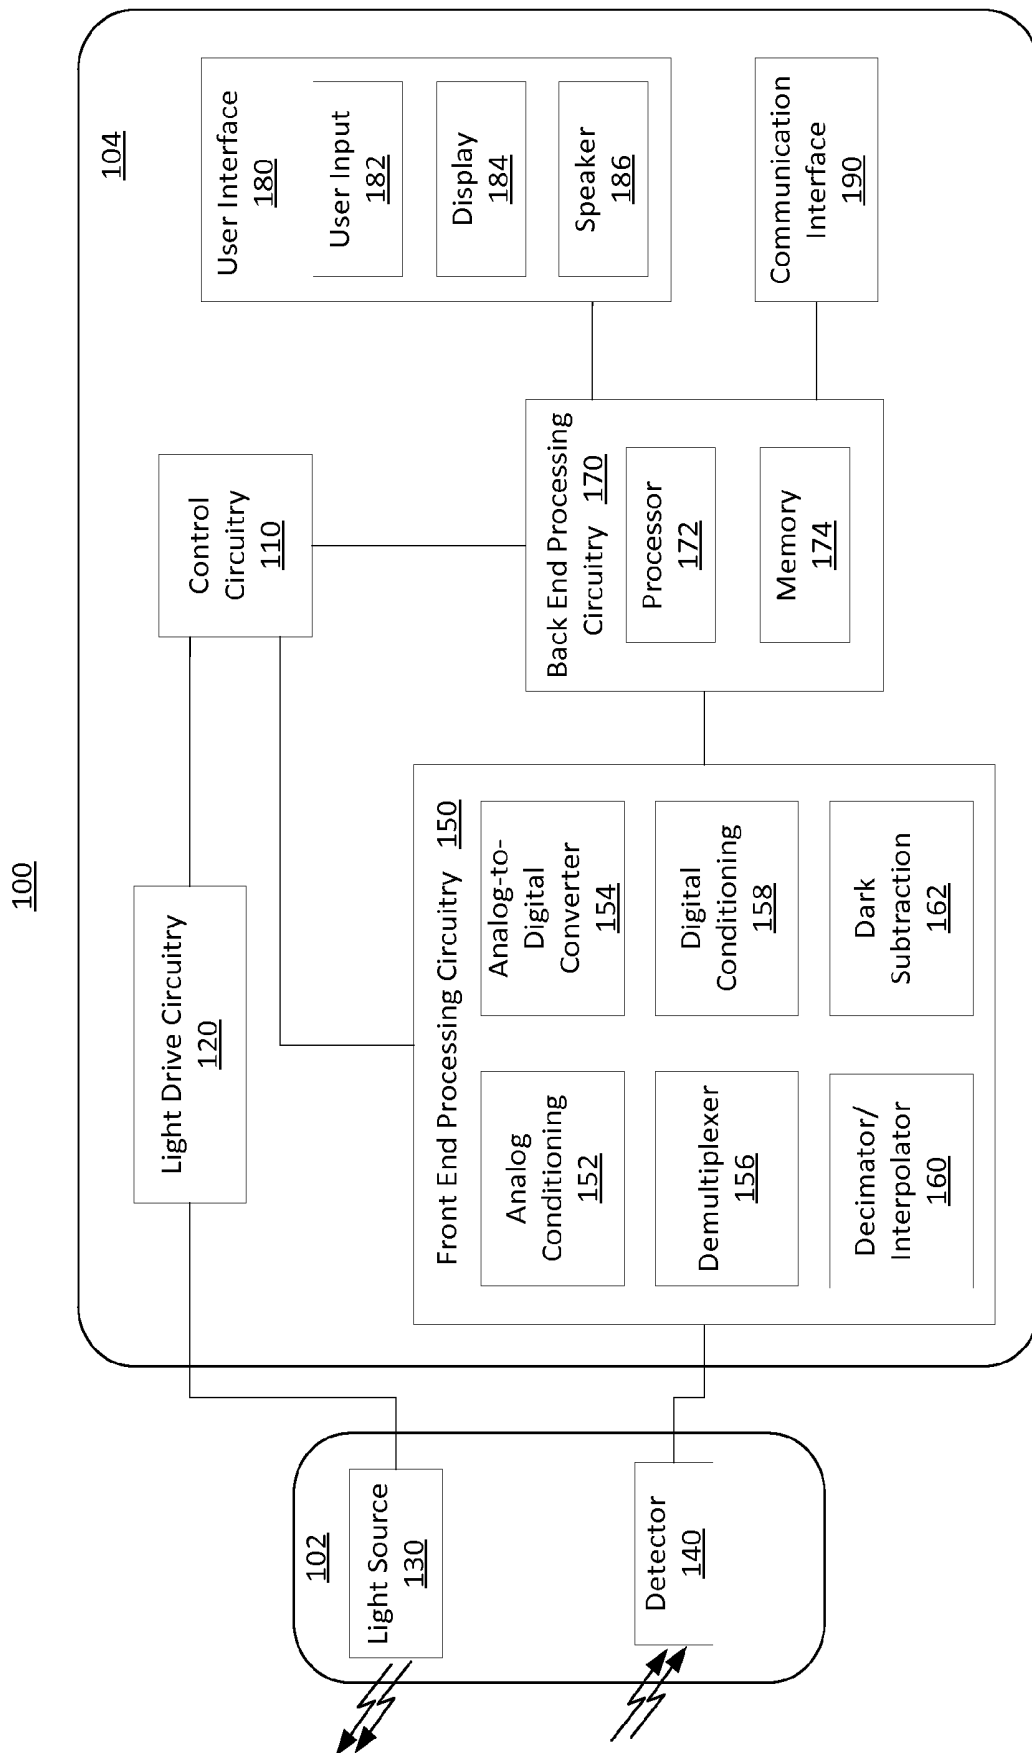 100
102
Light Source
130
Detector
140
104
Light Drive Circuitry
120
Control
Circuitry
110
Front End Processing Circuitry 150
Analog
Conditioning
152
Analog-to-
Digital
Converter
154
Demultiplexer
156
Digital
Conditioning
158
Decimator/
Interpolator
160
Dark
Subtraction
162
Back End Processing
Circuitry 170
Processor
172
Memory
174
User Interface
180
User Input
182
Display
184
Speaker
186
Communication
Interface
190